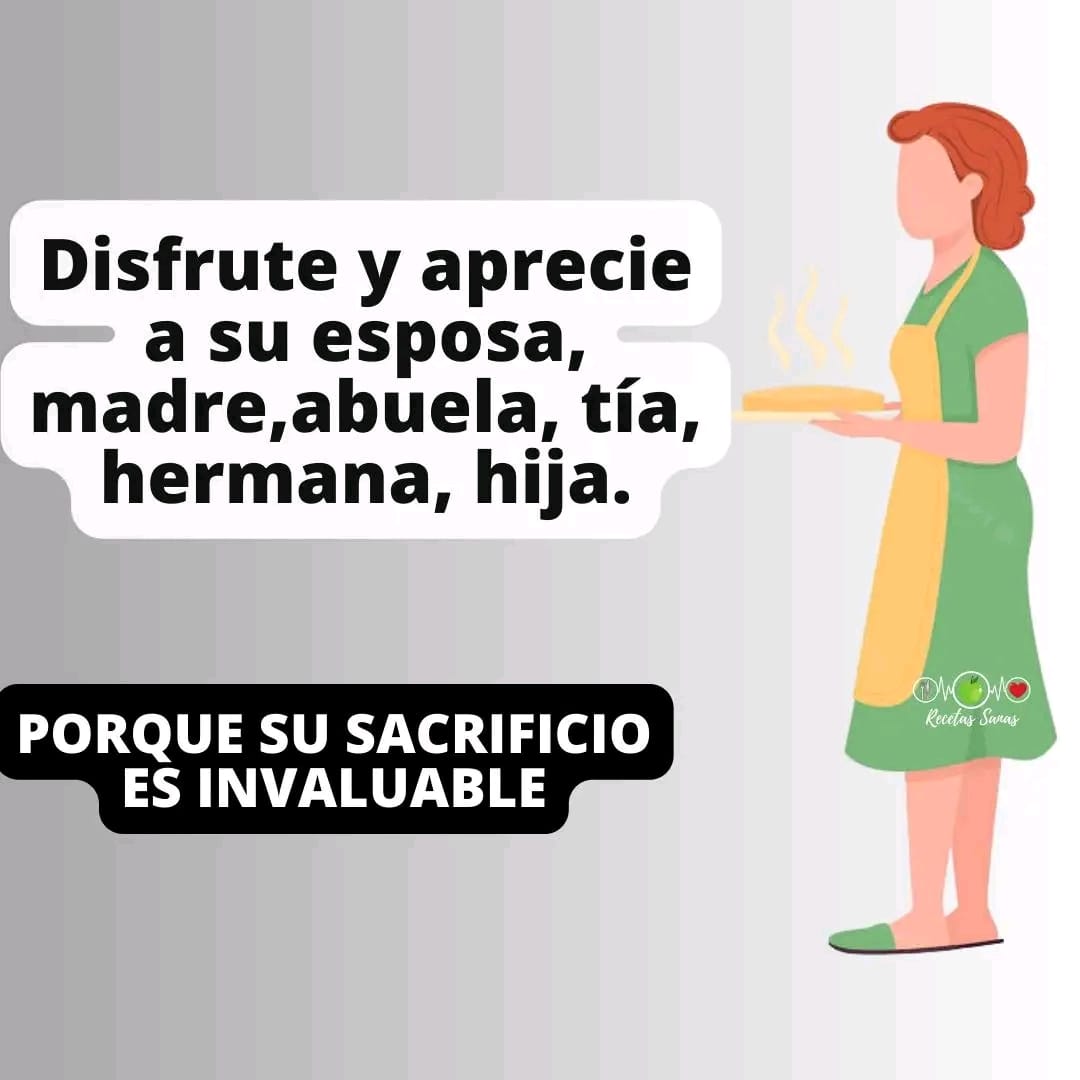 Disfrute y aprecie
a su esposa,
madre,abuela, tía,
hermana, hija.
PORQUE SU SACRIFICIO
ES INVALUABLE
Recetas Sanas